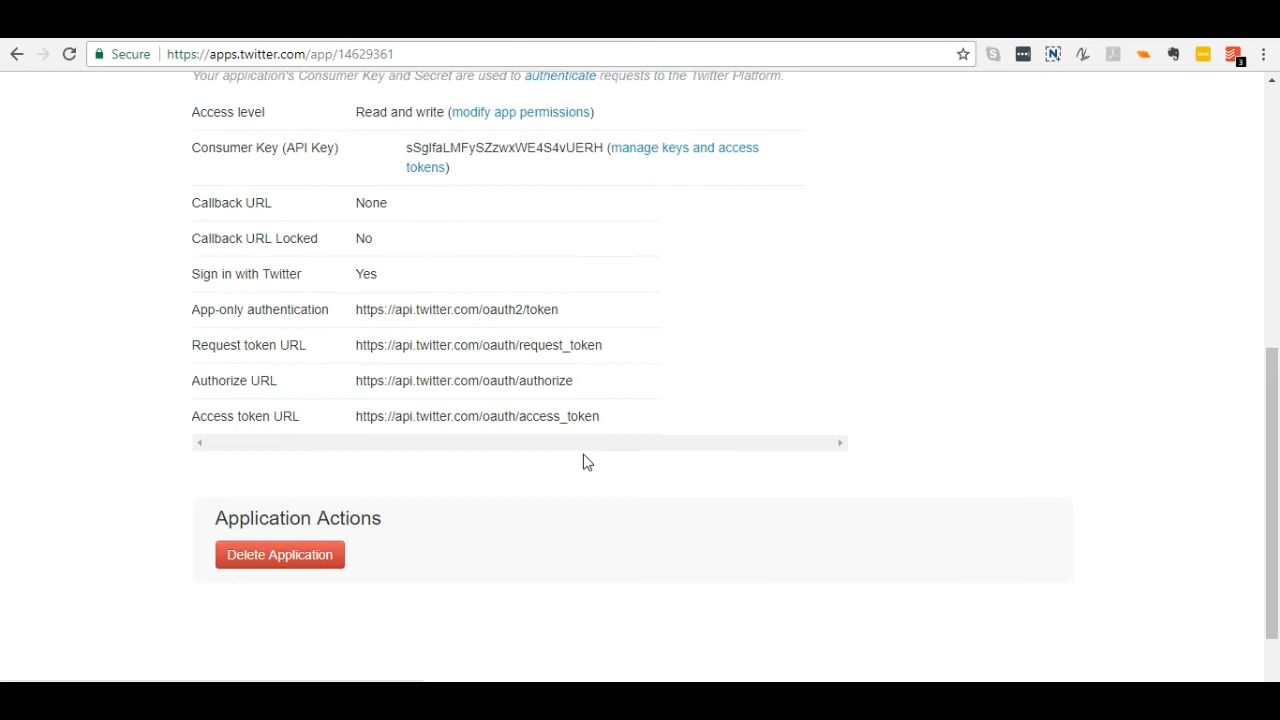 Secure https://apps.twitter.com/app/14629361
3
Your application's Consumer Key and Secret are used to authenticate requests to the Twitter Platform.
Access level Read and write (modify app permissions)
Consumer Key (API Key) sSglfaLMFySZzwxWE4S4vUERH (manage keys and access
tokens)
Callback URL None
Callback URL Locked No
Sign in with Twitter Yes
App-only authentication https://api.twitter.com/oauth2/token
Request token URL https://api.twitter.com/oauth/request_token
Authorize URL https://api.twitter.com/oauth/authorize
Access token URL https://api.twitter.com/oauth/access_token
Application Actions
Delete Application